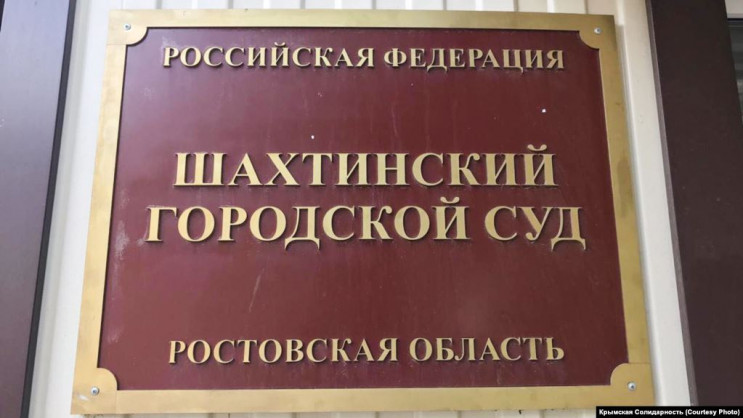 РОССИЙСКАЯ ФЕДЕРАЦИЯ
ШАХТИНСКИЙ
ГОРОДСКОЙ СУД
РОСТОВСКАЯ ОБЛАСТЬ
Крымская Солидарность (Courtesy Photo)